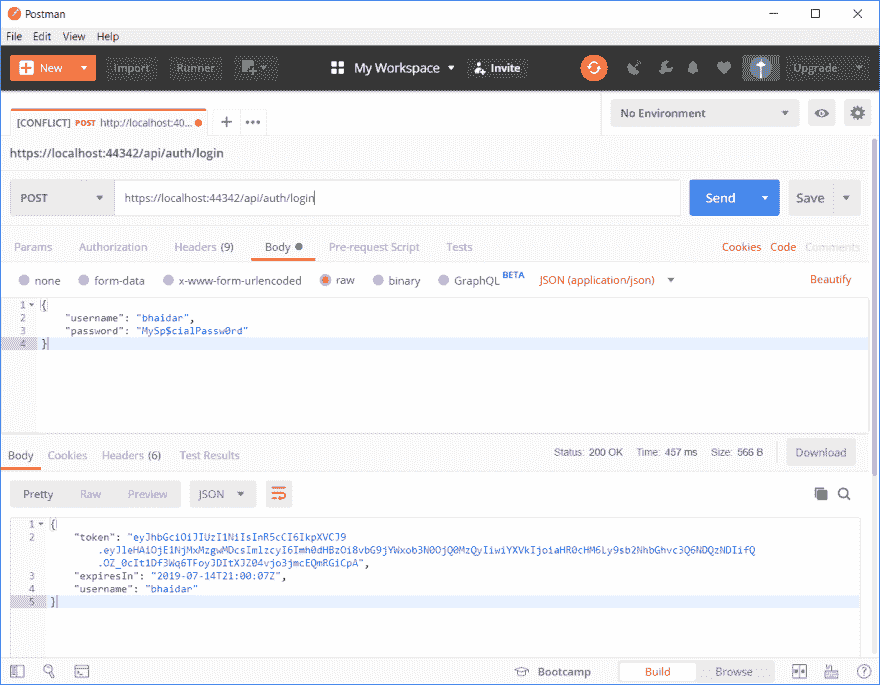 Postman
File Edit View Help
New Import Runner My Workspace Invite Upgrade
[CONFLICT] POST http://localhost:40... No Environment
https://localhost:44342/api/auth/login
POST https://localhost:44342/api/auth/login Send Save
Params Authorization Headers (9) Body Pre-request Script Tests Cookies Code Comments
none form-data x-www-form-urlencoded raw binary GraphQL BETA JSON (application/json) Beautify
1 {
2 "username": "bhaidar",
3 "password": "MySp$cialPassw0rd"
4 }
Body Cookies Headers (6) Test Results Status: 200 OK Time: 457 ms Size: 566 B Download
Pretty Raw Preview JSON
1 {
2 "token": "eyJhbGciOiJIUzI1NiIsInR5cCI6IkpXVCJ9
3 "expiresIn": "2019-07-14T21:00:07Z",
4 "username": "bhaidar"
5 }
Bootcamp Build Browse